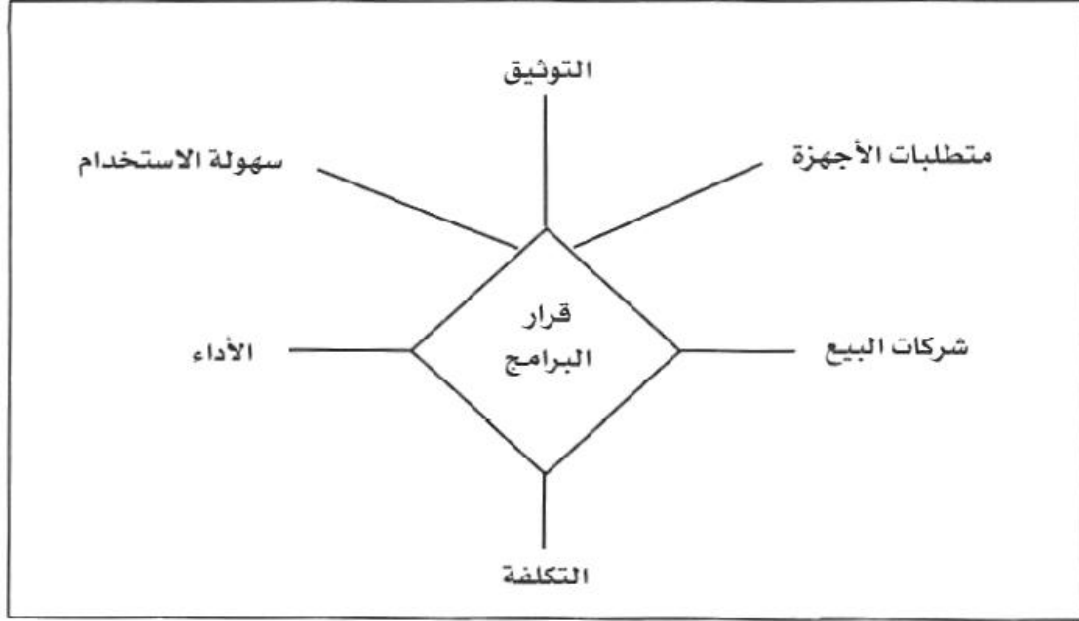 التوثيق
متطلبات الأجهزة
سهولة الاستخدام
قرار
البرامج
شركات البيع
الأداء
التكلفة